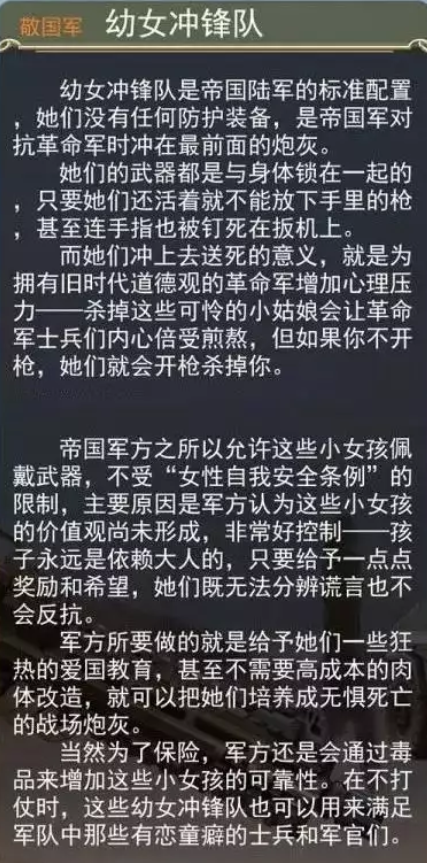 敬国军 幼女冲锋队
幼女冲锋队是帝国陆军的标准配置
，她们没有任何防护装备，是帝国军对
抗革命军时冲在最前面的炮灰。
她们的武器都是与身体锁在一起的
，只要她们还活着就不能放下手里的枪
，甚至连手指也被钉死在扳机上。
而她们冲上去送死的意义，就是为
拥有旧时代道德观的革命军增加心理压
力——杀掉这些可怜的小姑娘会让革命
军士兵们内心倍受煎熬，但如果你不开
枪，她们就会开枪杀掉你。
帝国军方之所以允许这些小女孩佩
戴武器，不受“女性自我安全条例”的
限制，主要原因是军方认为这些小女孩
的价值观尚未形成，非常好控制——孩
子永远是依赖大人的，只要给予一点点
奖励和希望，她们既无法分辨谎言也不
会反抗。
军方所要做的就是给予她们一些狂
热的爱国教育，甚至不需要高成本的肉
体改造，就可以把她们培养成无惧死亡
的战场炮灰。
当然为了保险，军方还是会通过毒
品来增加这些小女孩的可靠性。在不打
仗时，这些幼女冲锋队也可以用来满足
军队中那些有恋童癖的士兵和军官们。